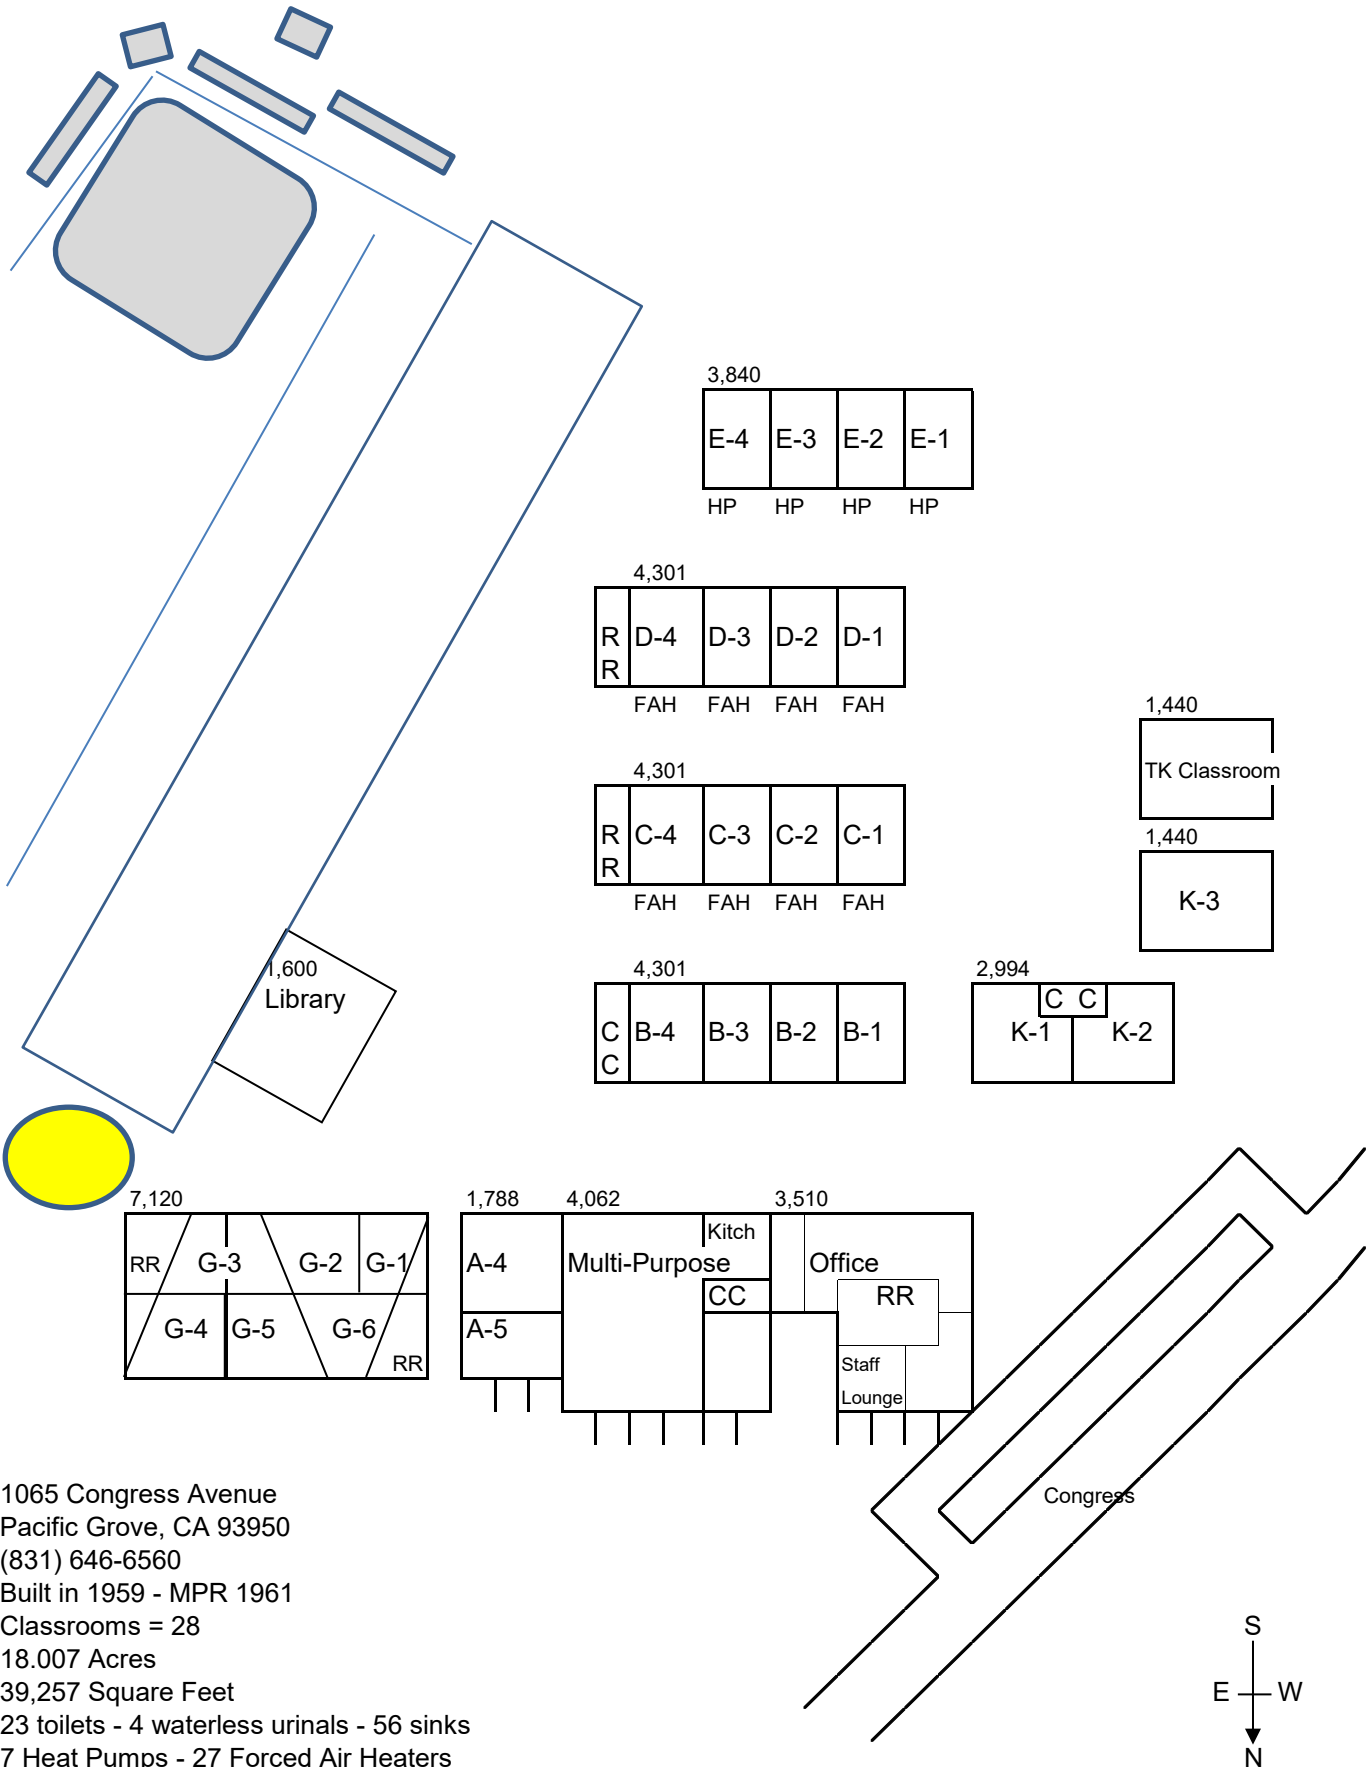 3,840
E-4 E-3 E-2 E-1
HP HP HP HP
4,301
R R D-4 D-3 D-2 D-1
FAH FAH FAH FAH
1,440
TK Classroom
4,301
R R C-4 C-3 C-2 C-1
FAH FAH FAH FAH
1,440
K-3
1,600
Library
4,301
C C B-4 B-3 B-2 B-1
2,994
C C
K-1 K-2
7,120
RR G-3 G-2 G-1
G-4 G-5 G-6
RR
1,788 4,062 3,510
Kitch
A-4 Multi-Purpose Office
CC RR
A-5
Staff
Lounge
Congress
1065 Congress Avenue
Pacific Grove, CA 93950
(831) 646-6560
Built in 1959 - MPR 1961
Classrooms = 28
18.007 Acres
39,257 Square Feet
23 toilets - 4 waterless urinals - 56 sinks
7 Heat Pumps - 27 Forced Air Heaters
S
E W
N